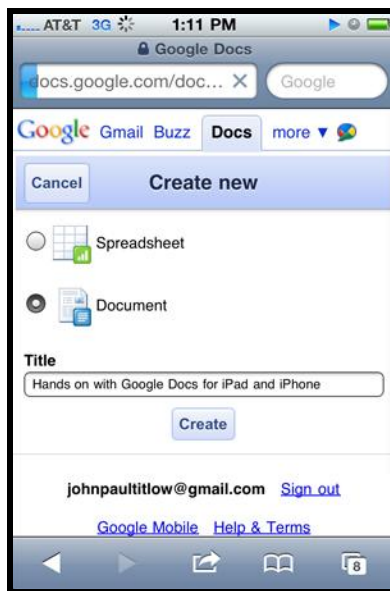 AT&T 3G 1:11 PM
Google Docs
docs.google.com/doc... Google
Google Gmail Buzz Docs more ▼
Cancel Create new
Spreadsheet
Document
Title
Hands on with Google Docs for iPad and iPhone
Create
johnpaultitlow@gmail.com Sign out
Google Mobile Help & Terms
8